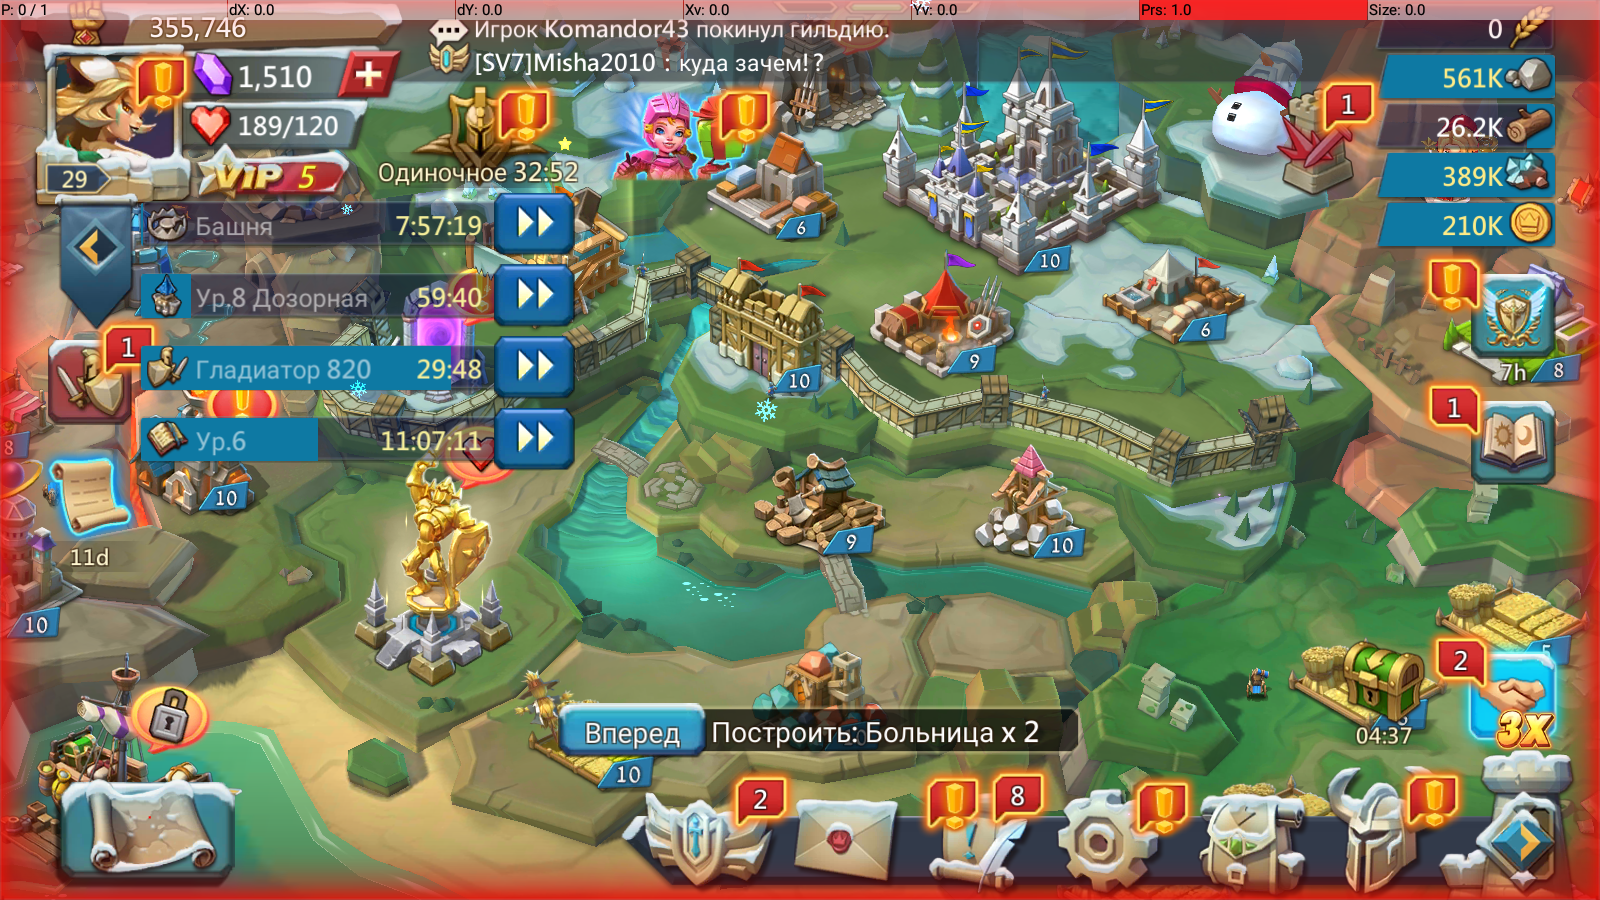 P: 0 / 1 dX: 0.0 dY: 0.0 Xv: 0.0 Yv: 0.0 Prs: 1.0 Size: 0.0
355,746
Игрок Komandor43 покинул гильдию.
[SV7]Misha2010 : куда зачем!?
0
1,510
561K
189/120
1
26.2K
29
VIP 5
Одиночное 32:52
389K
Башня 7:57:19
6
210K
10
Ур.8 Дозорная 59:40
6
1
Гладиатор 820 29:48
10
9
7h
8
1
Ур.6 11:07:11
8
10
9
10
11d
10
2
5
3X
04:37
Вперед
Построить: Больница x 2
10
10
2
8